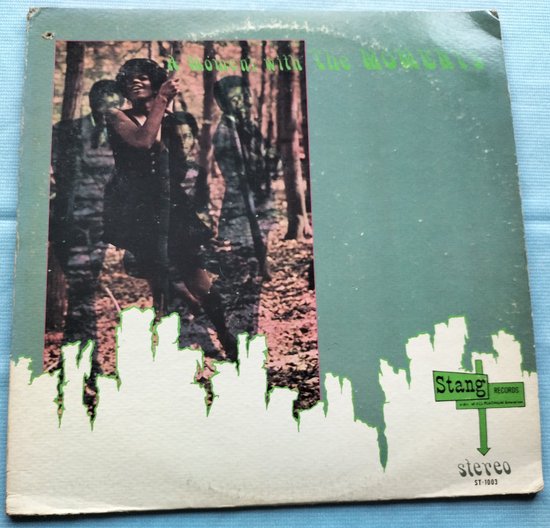 A Moment with The Moments
Stang
RECORDS
stereo
ST-1003